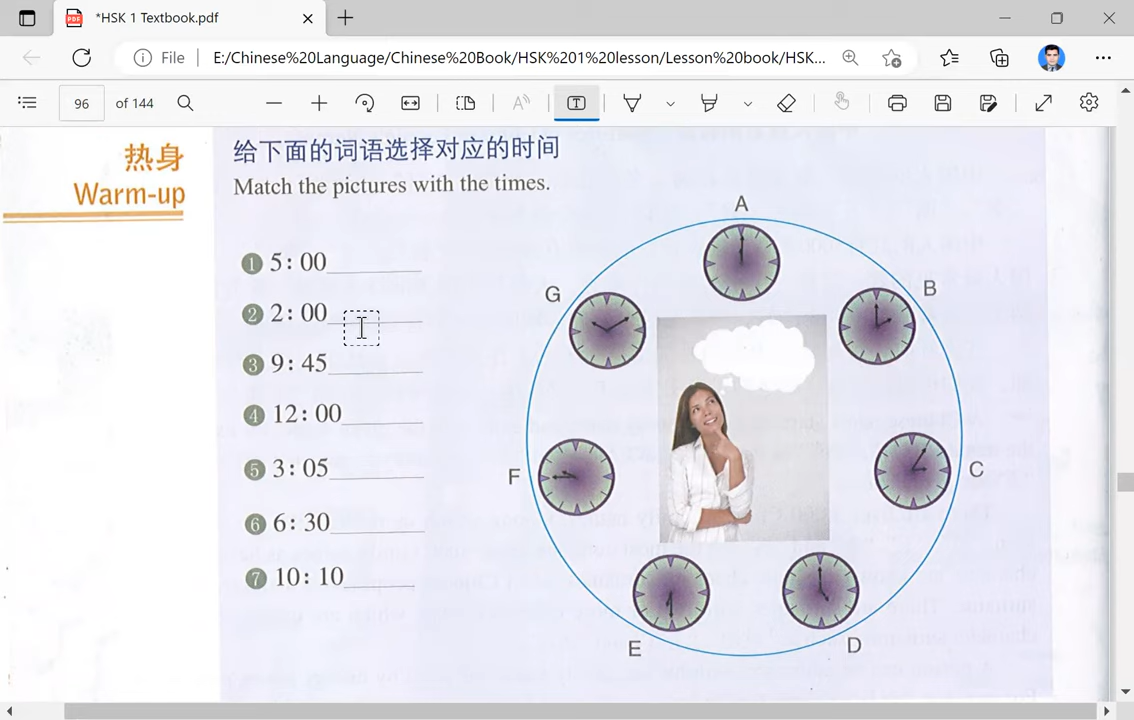 *HSK 1 Textbook.pdf
File
E:/Chinese%20Language/Chinese%20Book/HSK%201%20lesson/Lesson%20book/HSK...
96 of 144
热身
Warm-up
给下面的词语选择对应的时间
Match the pictures with the times.
1 5:00
2 2:00
3 9:45
4 12:00
5 3:05
6 6:30
7 10:10
A
B
C
D
E
F
G